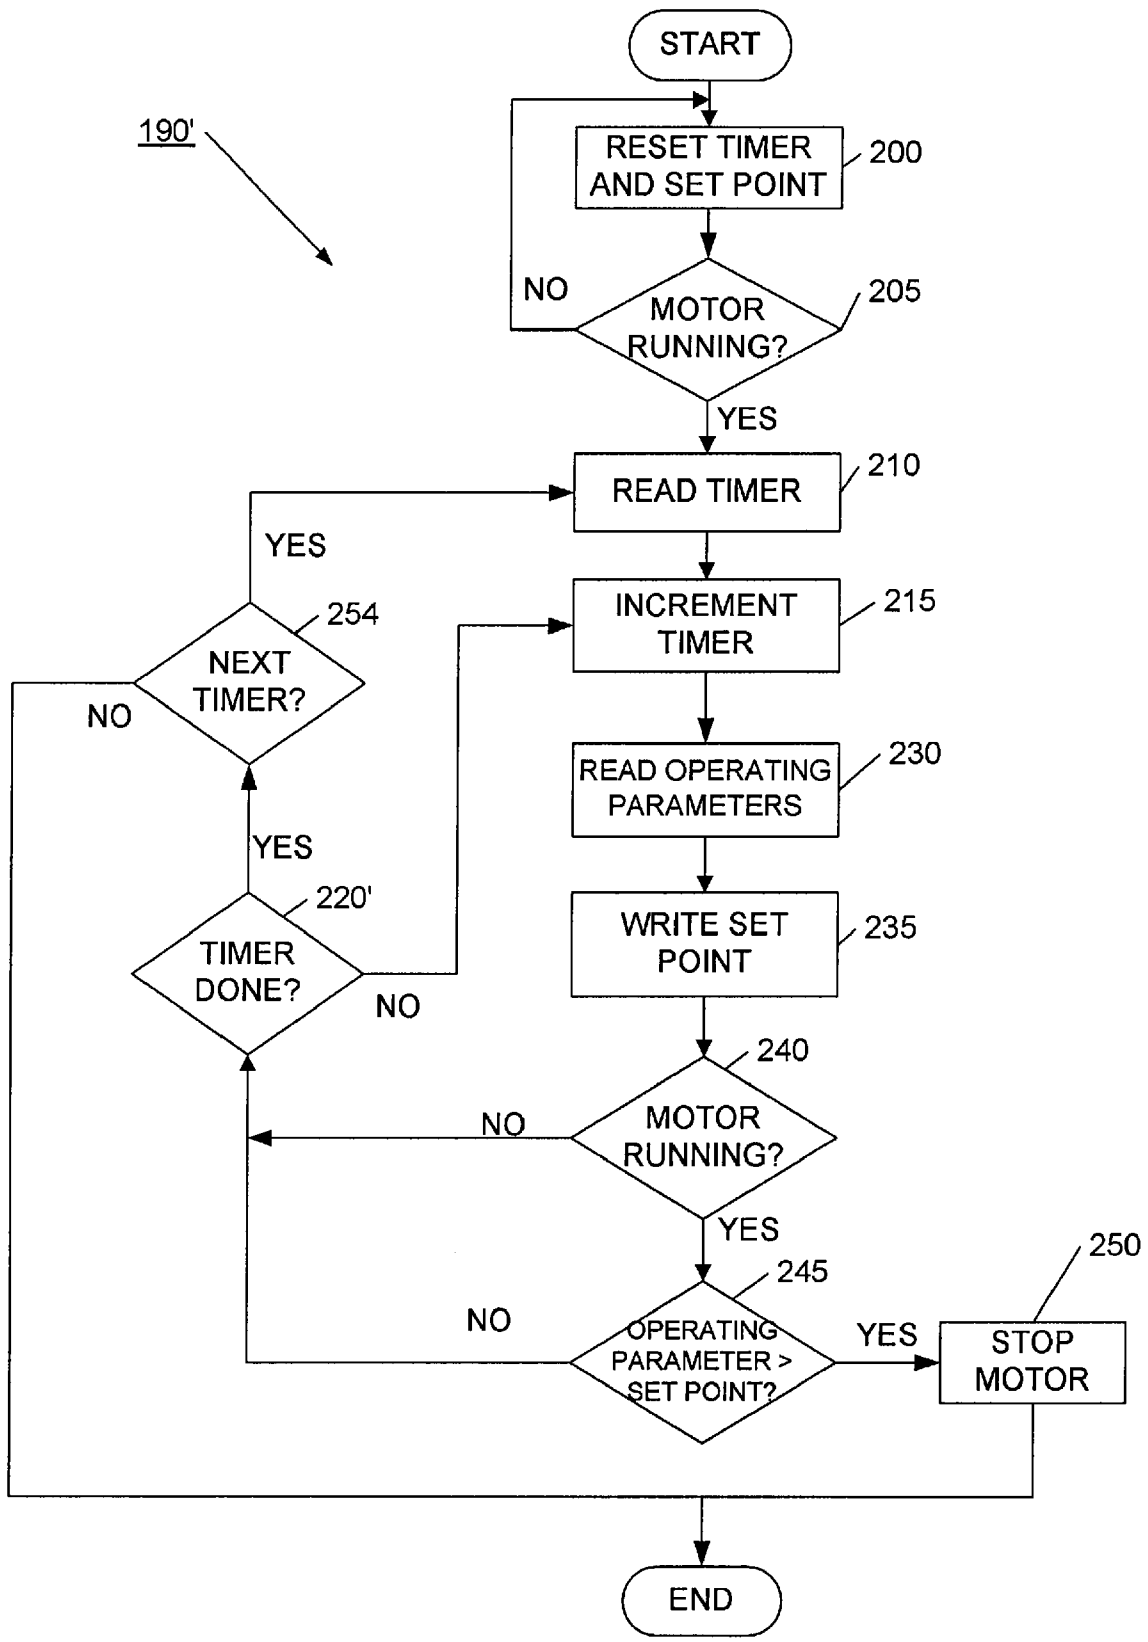 START
190'
RESET TIMER
AND SET POINT
200
NO
MOTOR
RUNNING?
205
YES
READ TIMER
210
YES
INCREMENT
TIMER
215
254
NEXT
TIMER?
NO
READ OPERATING
PARAMETERS
230
YES
220'
TIMER
DONE?
NO
WRITE SET
POINT
235
240
MOTOR
RUNNING?
NO
YES
245
OPERATING
PARAMETER >
SET POINT?
NO
YES
250
STOP
MOTOR
END